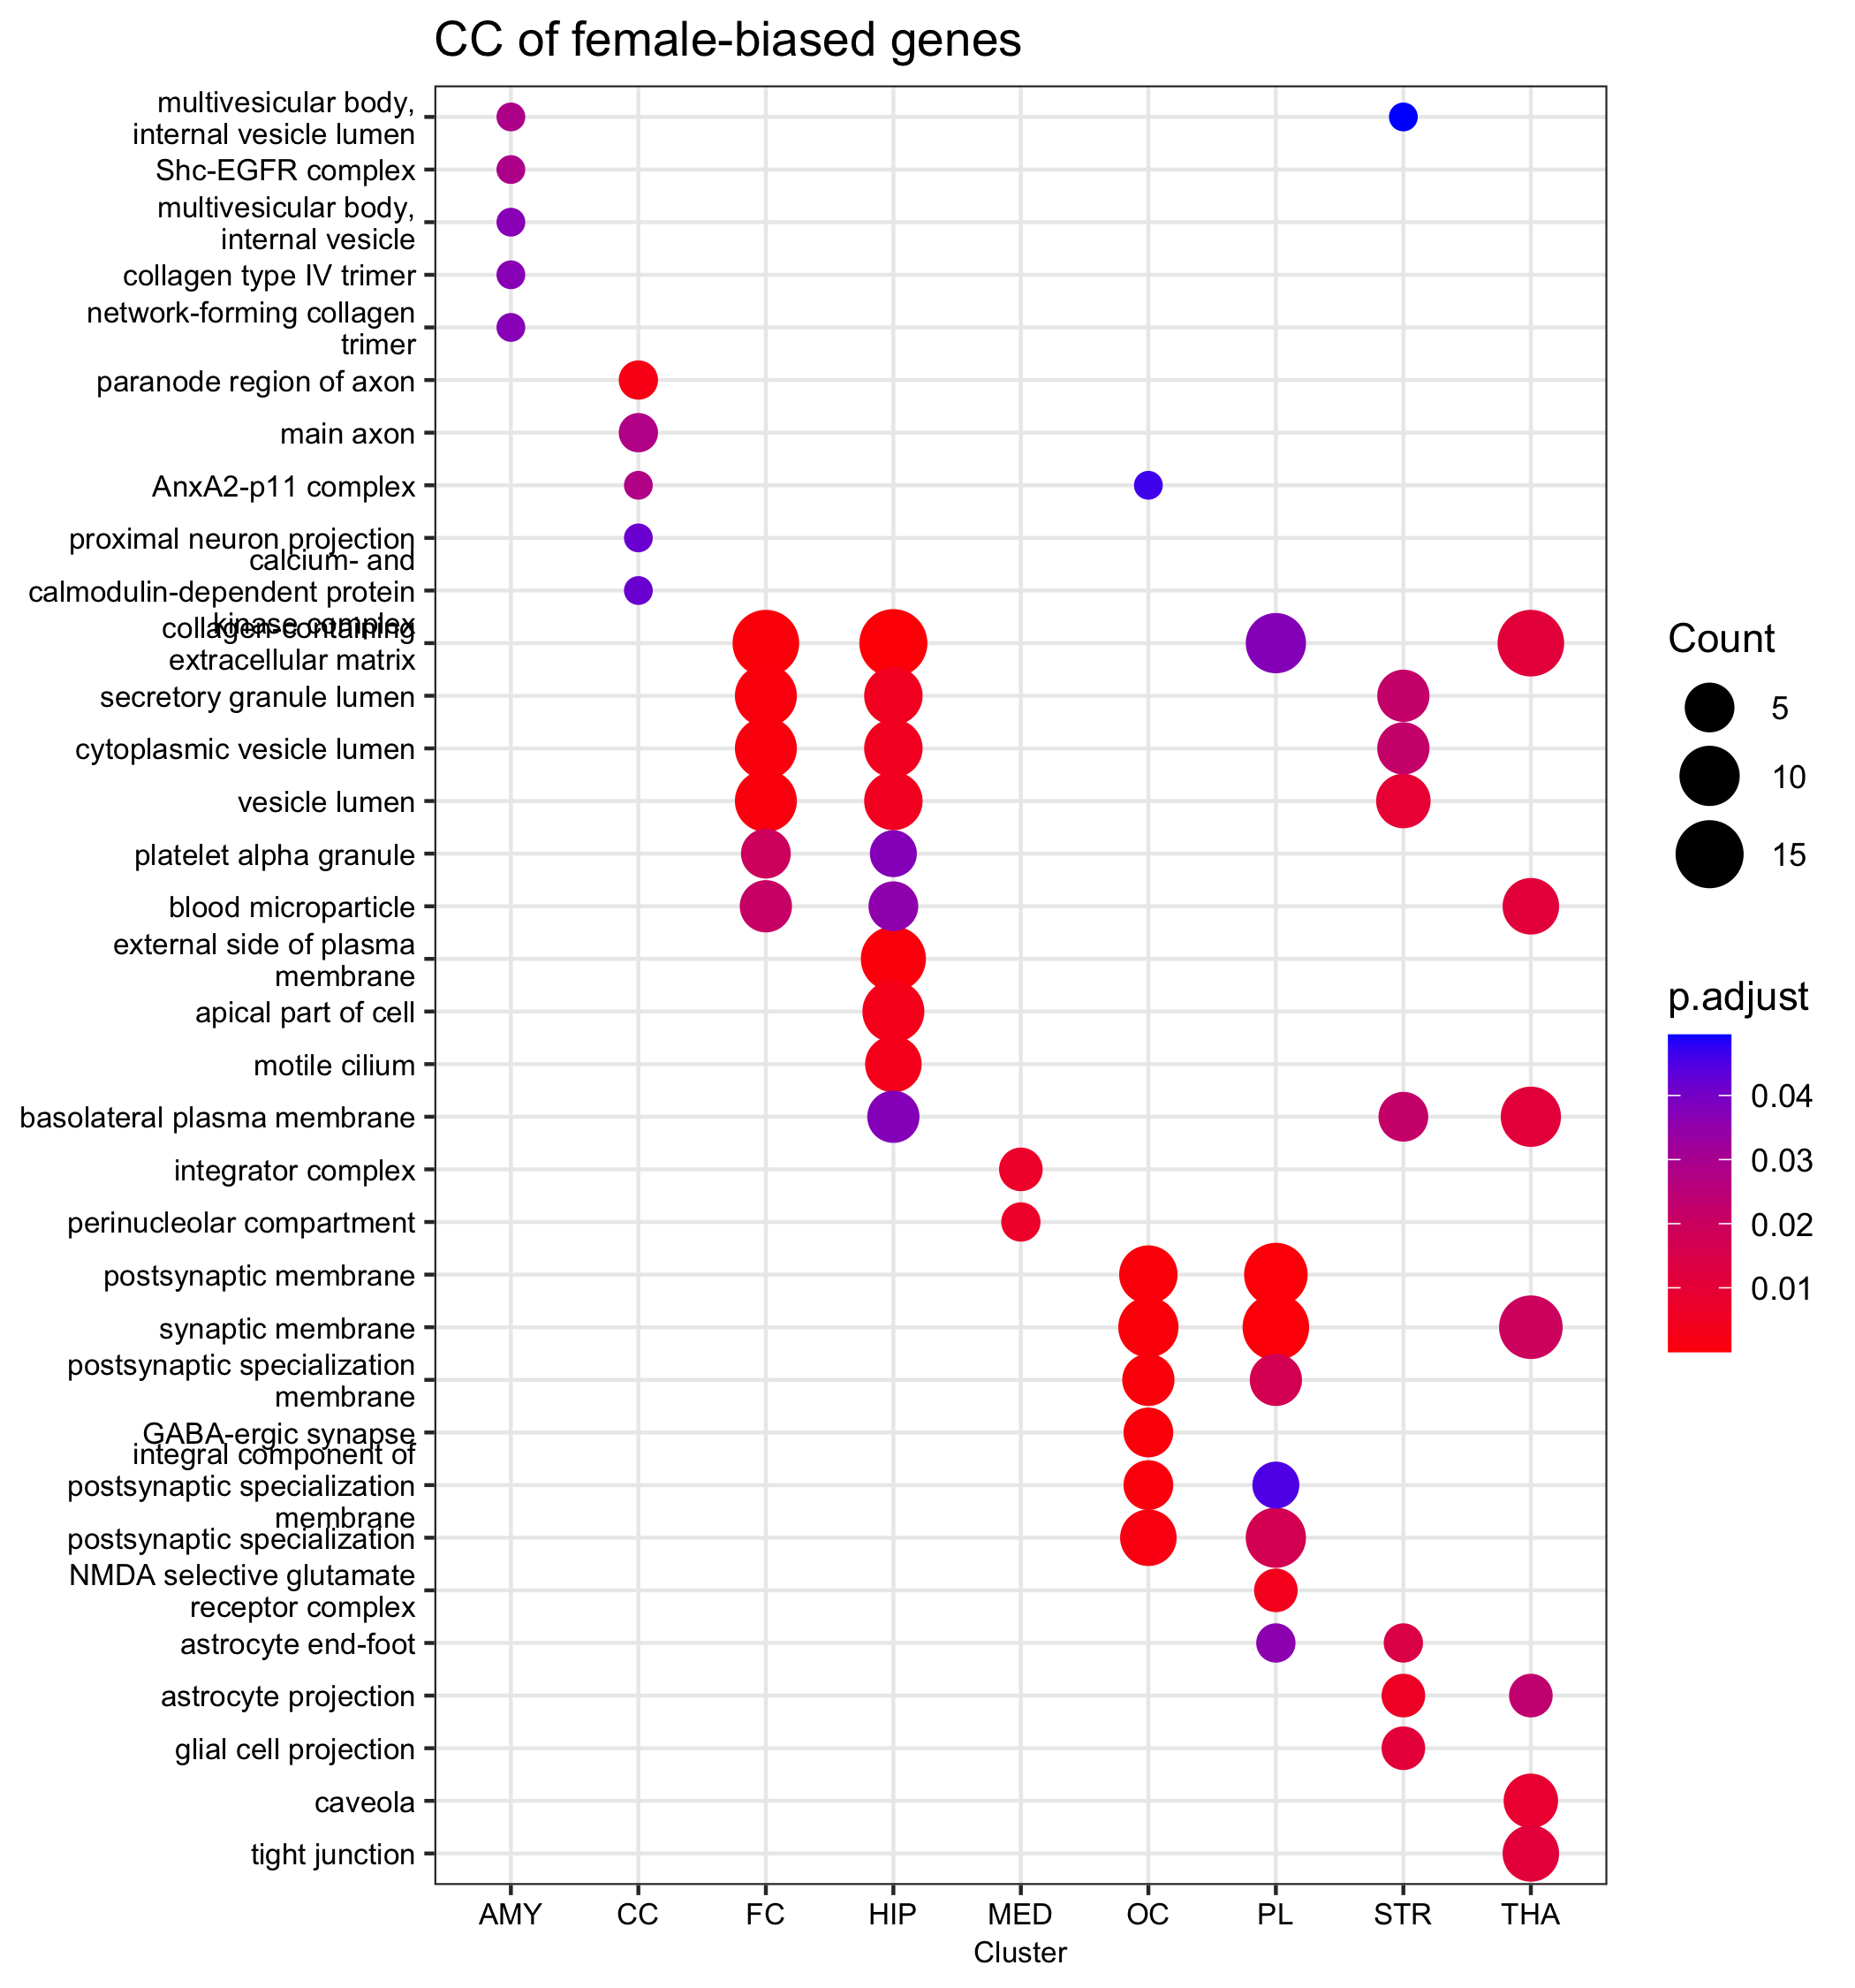 CC of female-biased genes
multivesicular body,
internal vesicle lumen
Shc-EGFR complex
multivesicular body,
internal vesicle
collagen type IV trimer
network-forming collagen
trimer
paranode region of axon
main axon
AnxA2-p11 complex
proximal neuron projection
calcium- and
calmodulin-dependent protein
kinase complex
collagen-containing
extracellular matrix
secretory granule lumen
cytoplasmic vesicle lumen
vesicle lumen
platelet alpha granule
blood microparticle
external side of plasma
membrane
apical part of cell
motile cilium
basolateral plasma membrane
integrator complex
perinucleolar compartment
postsynaptic membrane
synaptic membrane
postsynaptic specialization
membrane
GABA-ergic synapse
integral component of
postsynaptic specialization
membrane
postsynaptic specialization
NMDA selective glutamate
receptor complex
astrocyte end-foot
astrocyte projection
glial cell projection
caveola
tight junction
AMY CC FC HIP MED OC PL STR THA
Cluster
Count
5
10
15
p.adjust
0.04
0.03
0.02
0.01